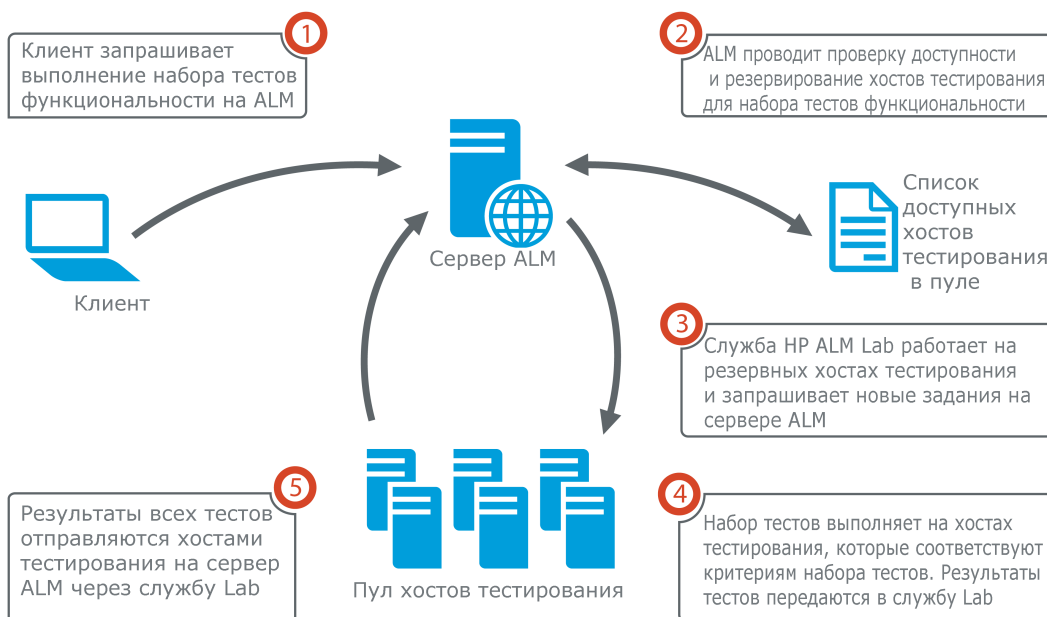 1
Клиент запрашивает
выполнение набора тестов
функциональности на ALM
2
ALM проводит проверку доступности
и резервирование хостов тестирования
для набора тестов функциональности
Клиент
Сервер ALM
Список
доступных
хостов
тестирования
в пуле
3
Служба HP ALM Lab работает на
резервных хостах тестирования
и запрашивает новые задания на
сервере ALM
4
Набор тестов выполняет на хостах
тестирования, которые соответствуют
критериям набора тестов. Результаты
тестов передаются в службу Lab
5
Результаты всех тестов
отправляются хостами
тестирования на сервер
ALM через службу Lab
Пул хостов тестирования